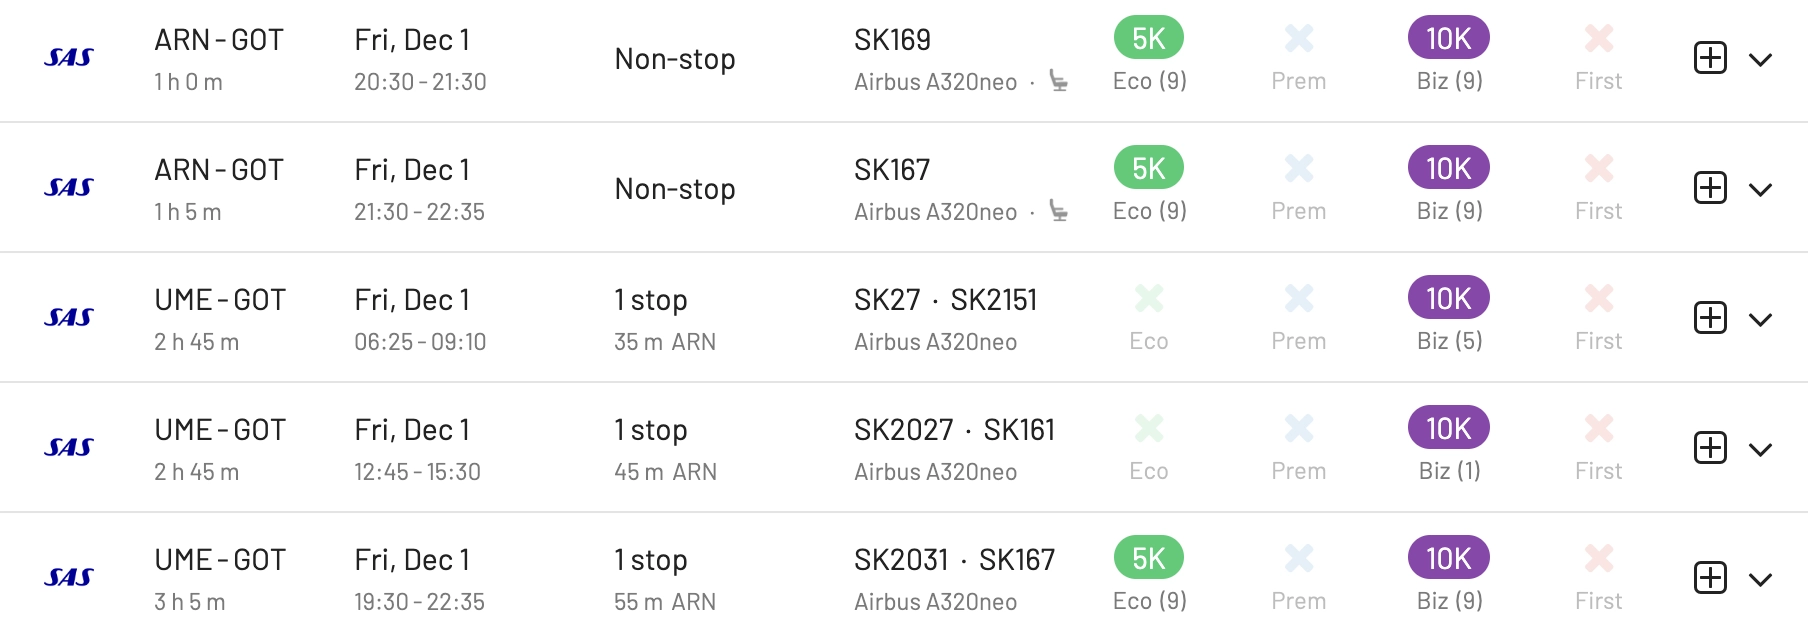 SAS ARN-GOT Fri, Dec 1 Non-stop SK169 5K 10K
1 h 0 m 20:30-21:30 Airbus A320neo · Eco (9) Prem Biz (9) First
SAS ARN-GOT Fri, Dec 1 Non-stop SK167 5K 10K
1 h 5 m 21:30-22:35 Airbus A320neo · Eco (9) Prem Biz (9) First
SAS UME-GOT Fri, Dec 1 1 stop SK27 · SK2151 10K
2 h 45 m 06:25-09:10 35 m ARN Airbus A320neo Eco Prem Biz (5) First
SAS UME-GOT Fri, Dec 1 1 stop SK2027 · SK161 10K
2 h 45 m 12:45-15:30 45 m ARN Airbus A320neo Eco Prem Biz (1) First
SAS UME-GOT Fri, Dec 1 1 stop SK2031 · SK167 5K 10K
3 h 5 m 19:30-22:35 55 m ARN Airbus A320neo Eco (9) Prem Biz (9) First